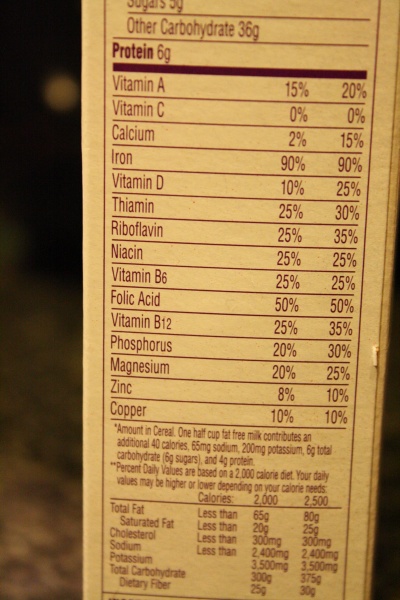 Sugars 5g
Other Carbohydrate 36g
Protein 6g
Vitamin A 15% 20%
Vitamin C 0% 0%
Calcium 2% 15%
Iron 90% 90%
Vitamin D 10% 25%
Thiamin 25% 30%
Riboflavin 25% 35%
Niacin 25% 25%
Vitamin B6 25% 25%
Folic Acid 50% 50%
Vitamin B12 25% 35%
Phosphorus 20% 30%
Magnesium 20% 25%
Zinc 8% 10%
Copper 10% 10%
*Amount in Cereal. One half cup fat free milk contributes an
additional 40 calories, 65mg sodium, 200mg potassium, 6g total
carbohydrate (6g sugars), and 4g protein.
**Percent Daily Values are based on a 2,000 calorie diet. Your daily
values may be higher or lower depending on your calorie needs:
Calories: 2,000 2,500
Total Fat Less than 65g 80g
Saturated Fat Less than 20g 25g
Cholesterol Less than 300mg 300mg
Sodium Less than 2,400mg 2,400mg
Potassium 3,500mg 3,500mg
Total Carbohydrate 300g 375g
Dietary Fiber 25g 30g